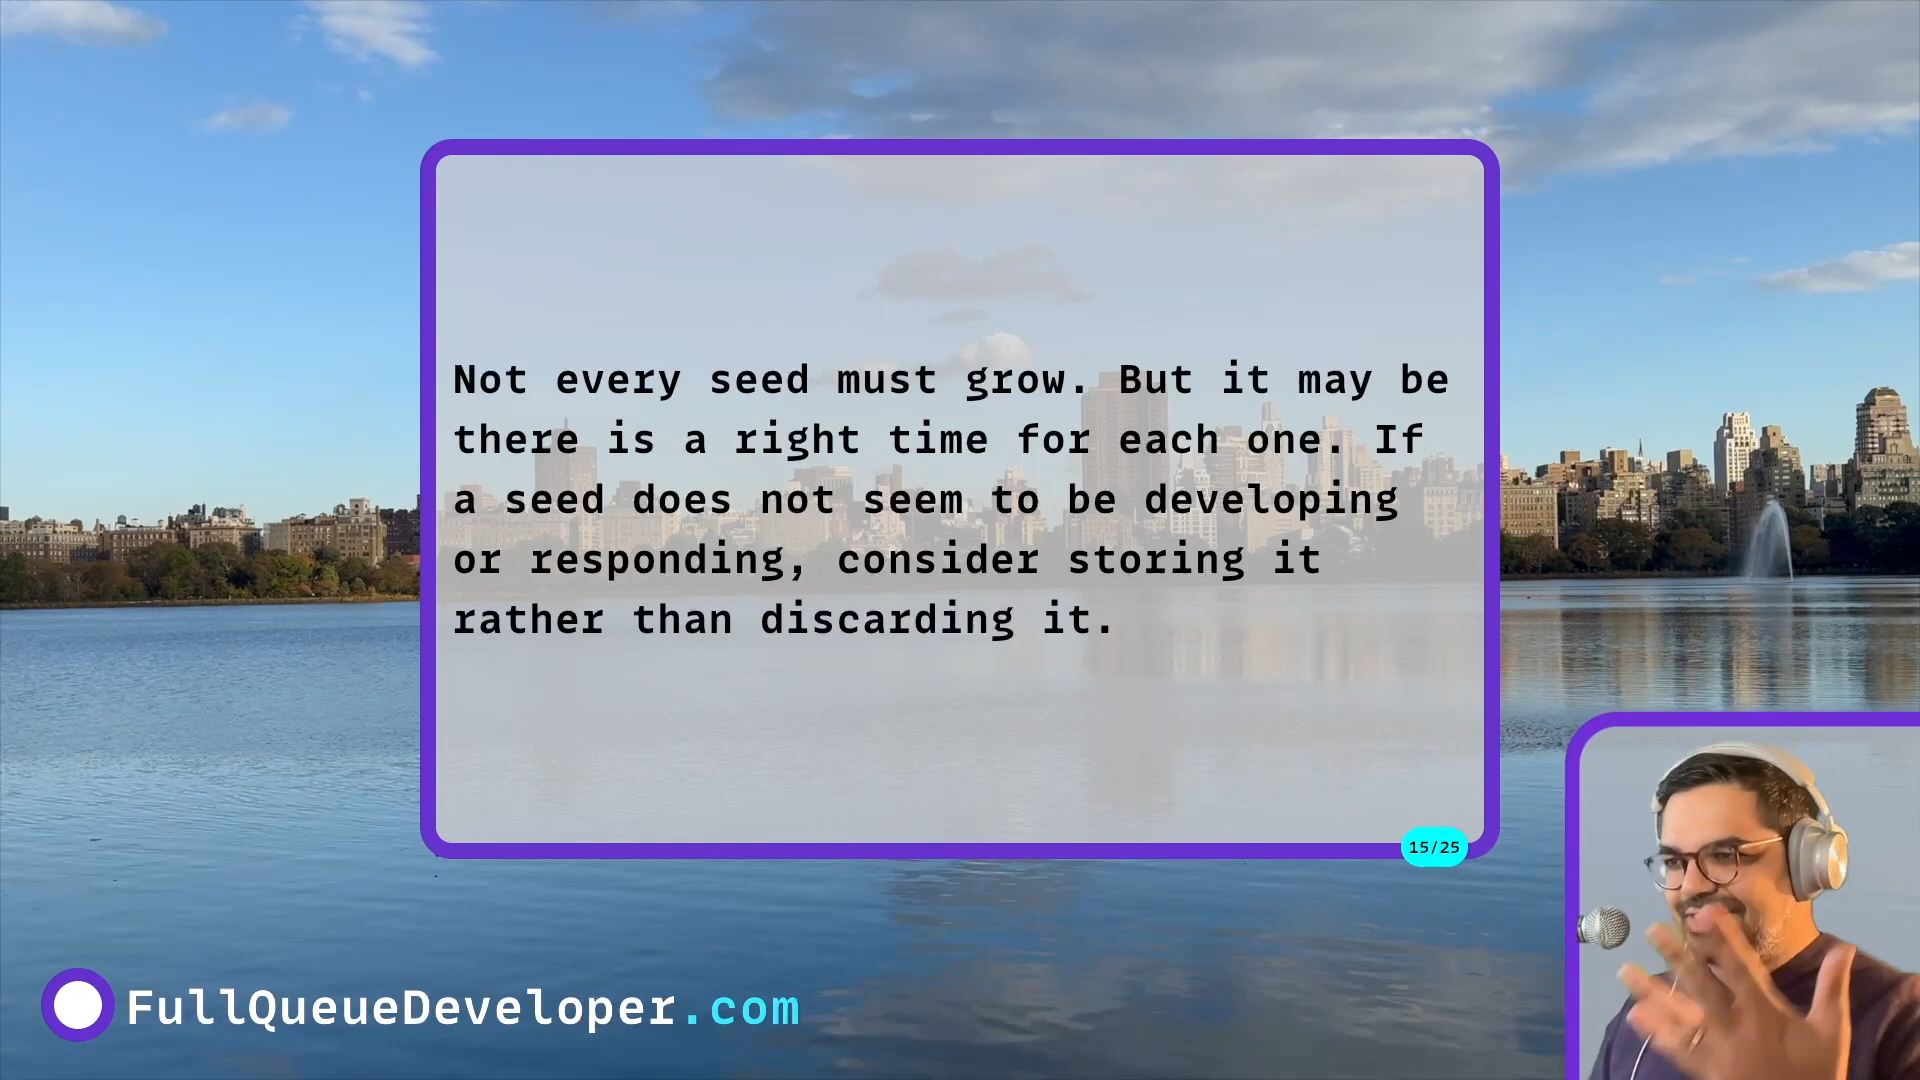 Not every seed must grow. But it may be
there is a right time for each one. If
a seed does not seem to be developing
or responding, consider storing it
rather than discarding it.
15/25
FullQueueDeveloper.com